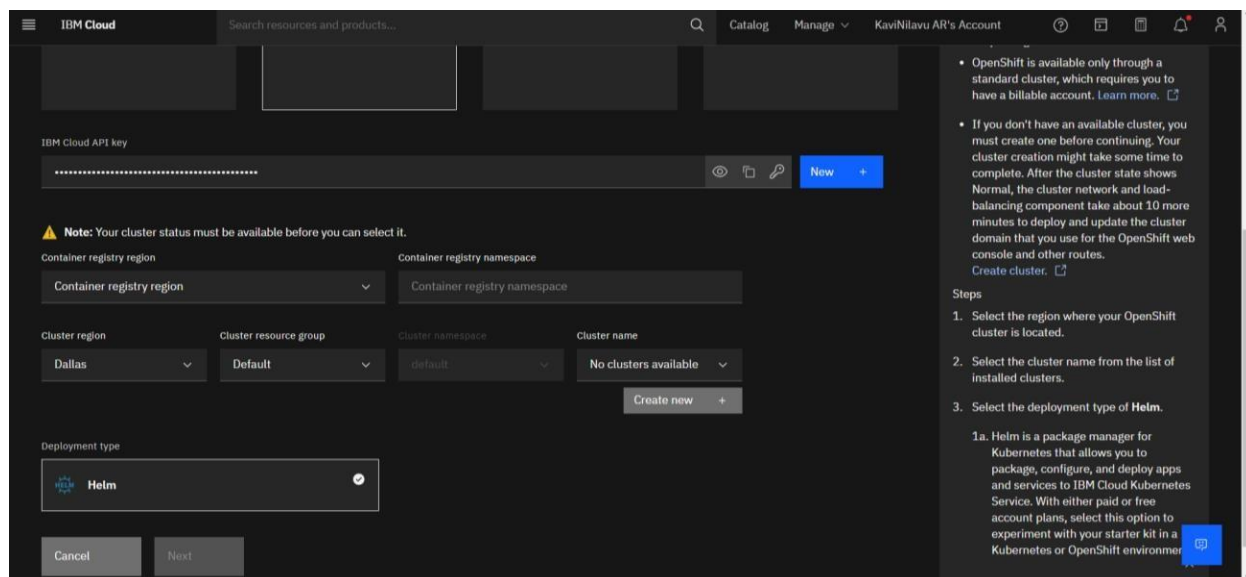 IBM Cloud
Search resources and products...
Catalog
Manage
KaviNilavu AR's Account
IBM Cloud API key
New +
Note: Your cluster status must be available before you can select it.
Container registry region
Container registry namespace
Container registry region
Container registry namespace
Cluster region
Cluster resource group
Cluster namespace
Cluster name
Dallas
Default
default
No clusters available
Create new +
Deployment type
HELM
Helm
Cancel
Next
• OpenShift is available only through a
standard cluster, which requires you to
have a billable account. Learn more.
• If you don't have an available cluster, you
must create one before continuing. Your
cluster creation might take some time to
complete. After the cluster state shows
Normal, the cluster network and load-
balancing component take about 10 more
minutes to deploy and update the cluster
domain that you use for the OpenShift web
console and other routes.
Create cluster.
Steps
1. Select the region where your OpenShift
cluster is located.
2. Select the cluster name from the list of
installed clusters.
3. Select the deployment type of Helm.
1a. Helm is a package manager for
Kubernetes that allows you to
package, configure, and deploy apps
and services to IBM Cloud Kubernetes
Service. With either paid or free
account plans, select this option to
experiment with your starter kit in a
Kubernetes or OpenShift